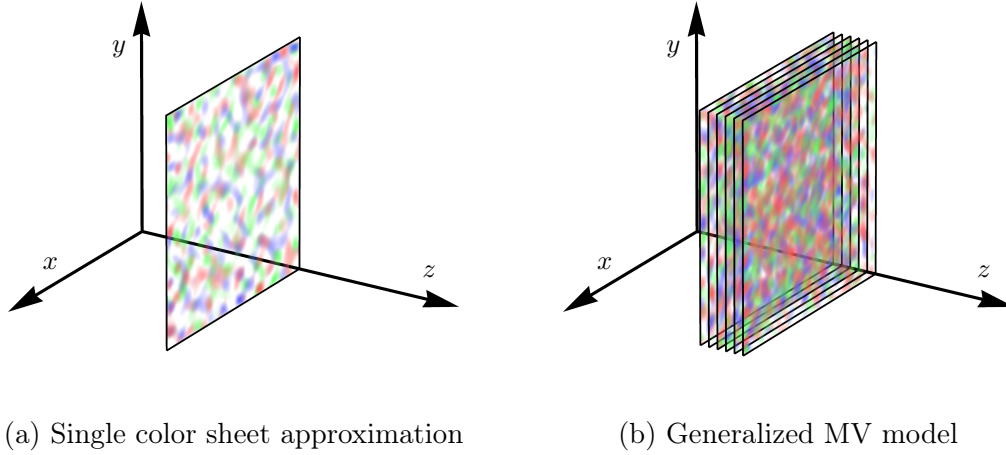 y
y
x
z
x
z
(a) Single color sheet approximation
(b) Generalized MV model